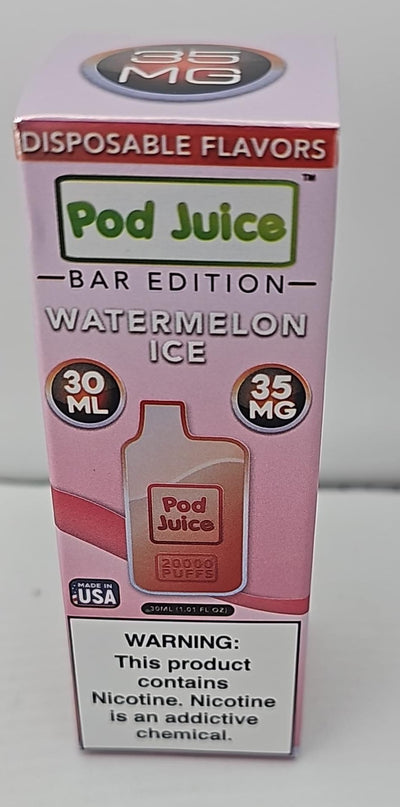 35
MG
DISPOSABLE FLAVORS
Pod Juice™
BAR EDITION
WATERMELON
ICE
30
ML
35
MG
Pod
Juice
20000
PUFFS
MADE IN
USA
30ML (1.01 FL OZ)
WARNING:
This product
contains
Nicotine. Nicotine
is an addictive
chemical.